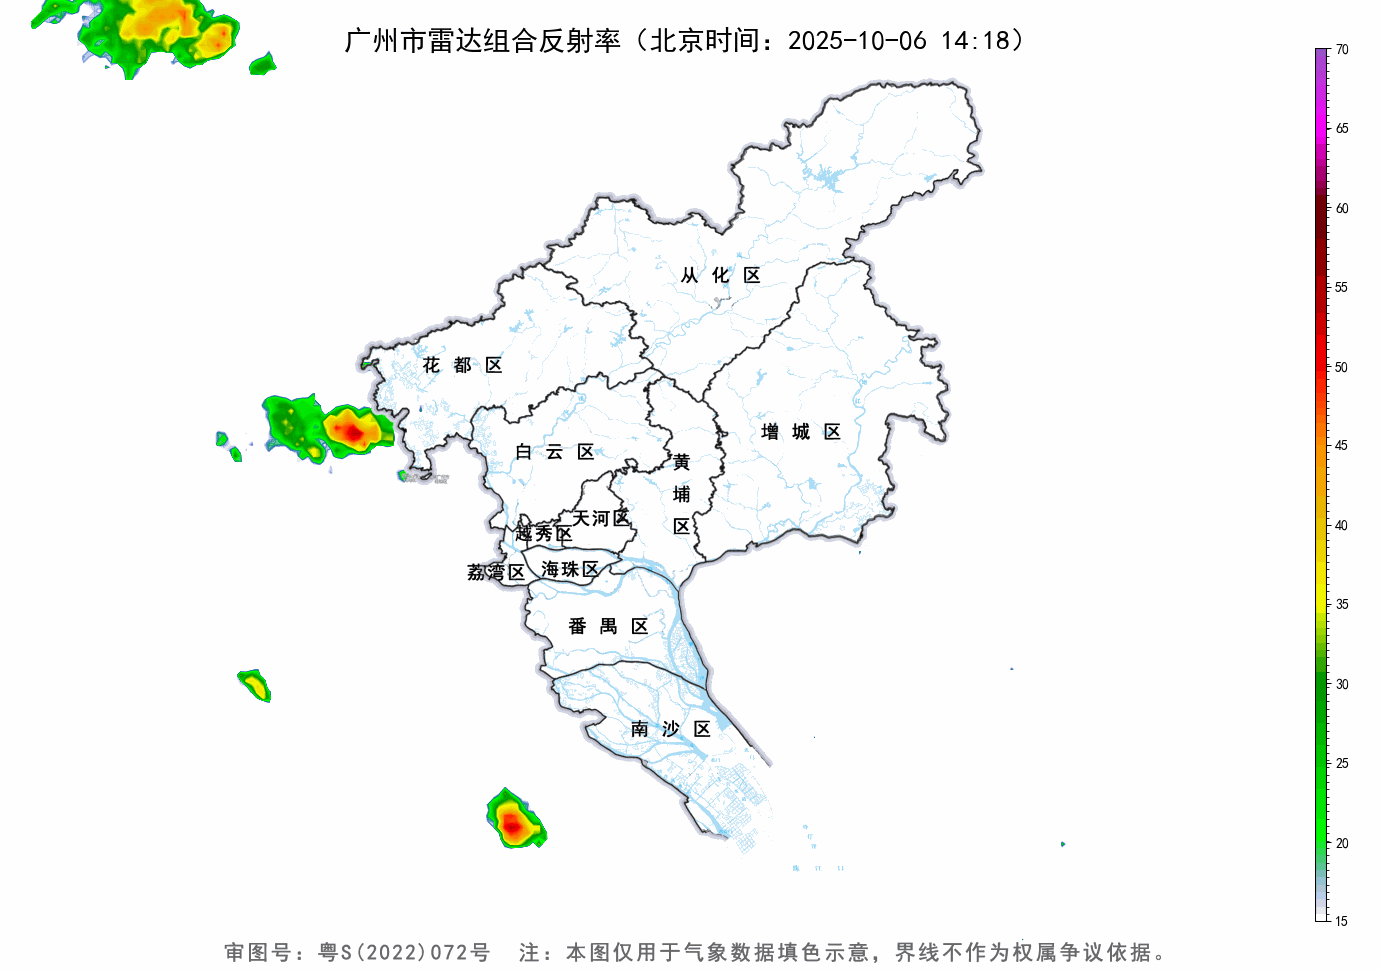 广州市雷达组合反射率（北京时间：2025-10-06 14:18）
70
65
60
55
50
45
40
35
30
25
20
15
从化区
花都区
增城区
白云区
黄埔区
天河区
越秀区
荔湾区
海珠区
番禺区
南沙区
审图号：粤S(2022)072号 注：本图仅用于气象数据填色示意，界线不作为权属争议依据。